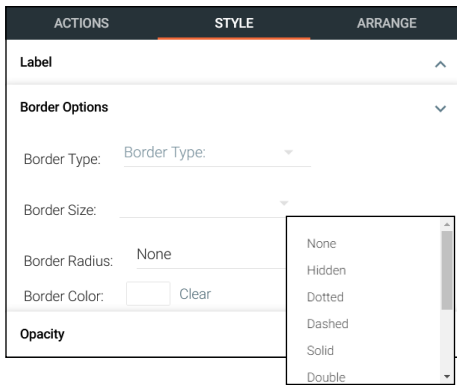 ACTIONS STYLE ARRANGE
Label
Border Options
Border Type: Border Type:
Border Size:
Border Radius: None
Border Color: Clear
Opacity
None
Hidden
Dotted
Dashed
Solid
Double